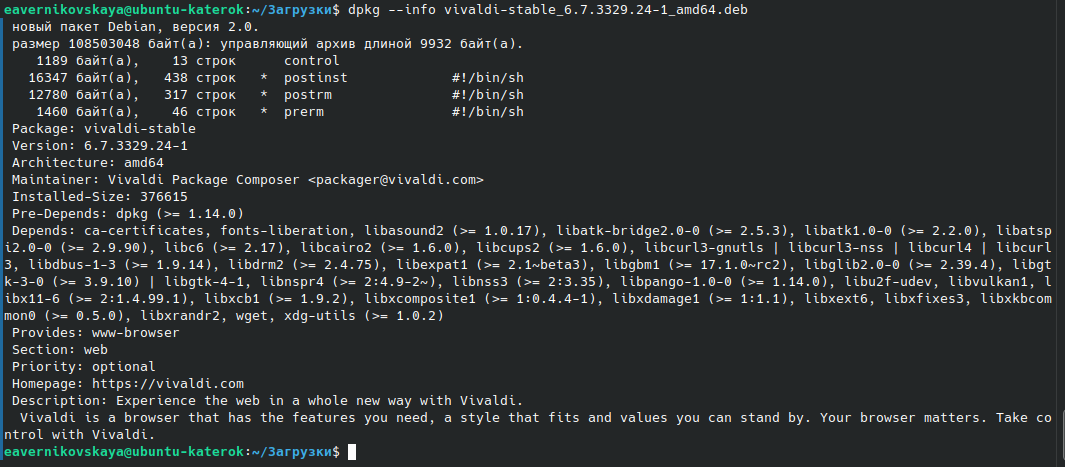 eavernikovskaya@ubuntu-katerok:~/Загрузки$ dpkg --info vivaldi-stable_6.7.3329.24-1_amd64.deb
новый пакет Debian, версия 2.0.
размер 108503048 байт(а): управляющий архив длиной 9932 байт(а).
1189 байт(а), 13 строк control
16347 байт(а), 438 строк * postinst #!/bin/sh
12780 байт(а), 317 строк * postrm #!/bin/sh
1460 байт(а), 46 строк * prerm #!/bin/sh
Package: vivaldi-stable
Version: 6.7.3329.24-1
Architecture: amd64
Maintainer: Vivaldi Package Composer <packager@vivaldi.com>
Installed-Size: 376615
Pre-Depends: dpkg (>= 1.14.0)
Depends: ca-certificates, fonts-liberation, libasound2 (>= 1.0.17), libatk-bridge2.0-0 (>= 2.5.3), libatk1.0-0 (>= 2.2.0), libatsp
i2.0-0 (>= 2.9.90), libc6 (>= 2.17), libcairo2 (>= 1.6.0), libcups2 (>= 1.6.0), libcurl3-gnutls | libcurl3-nss | libcurl4 | libcurl
3, libdbus-1-3 (>= 1.9.14), libdrm2 (>= 2.4.75), libexpat1 (>= 2.1~beta3), libgbm1 (>= 17.1.0~rc2), libglib2.0-0 (>= 2.39.4), libgt
k-3-0 (>= 3.9.10) | libgtk-4-1, libnspr4 (>= 2:4.9-2~), libnss3 (>= 2:3.35), libpango-1.0-0 (>= 1.14.0), libu2f-udev, libvulkan1, l
ibx11-6 (>= 2:1.4.99.1), libxcb1 (>= 1.9.2), libxcomposite1 (>= 1:0.4.4-1), libxdamage1 (>= 1:1.1), libxext6, libxfixes3, libxkbcom
mon0 (>= 0.5.0), libxrandr2, wget, xdg-utils (>= 1.0.2)
Provides: www-browser
Section: web
Priority: optional
Homepage: https://vivaldi.com
Description: Experience the web in a whole new way with Vivaldi.
Vivaldi is a browser that has the features you need, a style that fits and values you can stand by. Your browser matters. Take co
ntrol with Vivaldi.
eavernikovskaya@ubuntu-katerok:~/Загрузки$